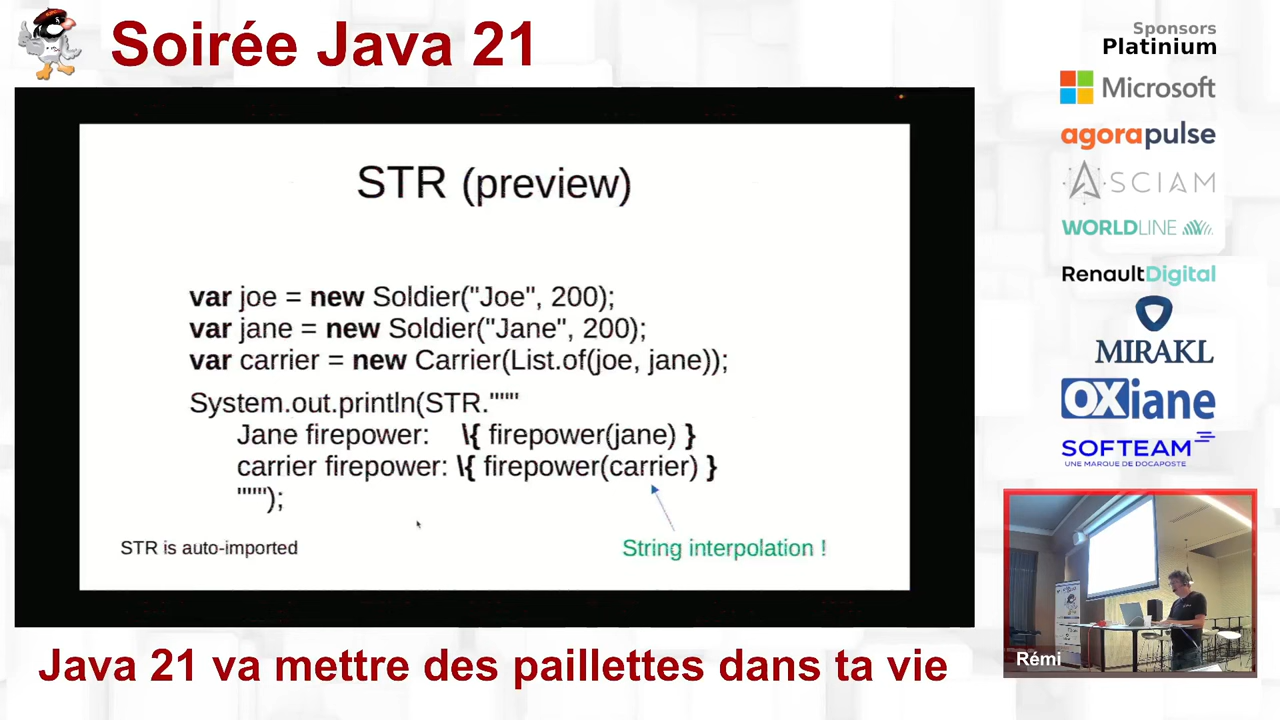 Soirée Java 21
Sponsors
Platinium
Microsoft
agorapulse
ASCIAM
WORLDLINE
RenaultDigital
MIRAKL
OXiane
SOFTEAM
UNE MARQUE DE DOCAPOSTE
STR (preview)
var joe = new Soldier("Joe", 200);
var jane = new Soldier("Jane", 200);
var carrier = new Carrier(List.of(joe, jane));
System.out.println(STR."""
Jane firepower: \{ firepower(jane) }
carrier firepower: \{ firepower(carrier) }
""");
STR is auto-imported
String interpolation !
Rémi
Java 21 va mettre des paillettes dans ta vie